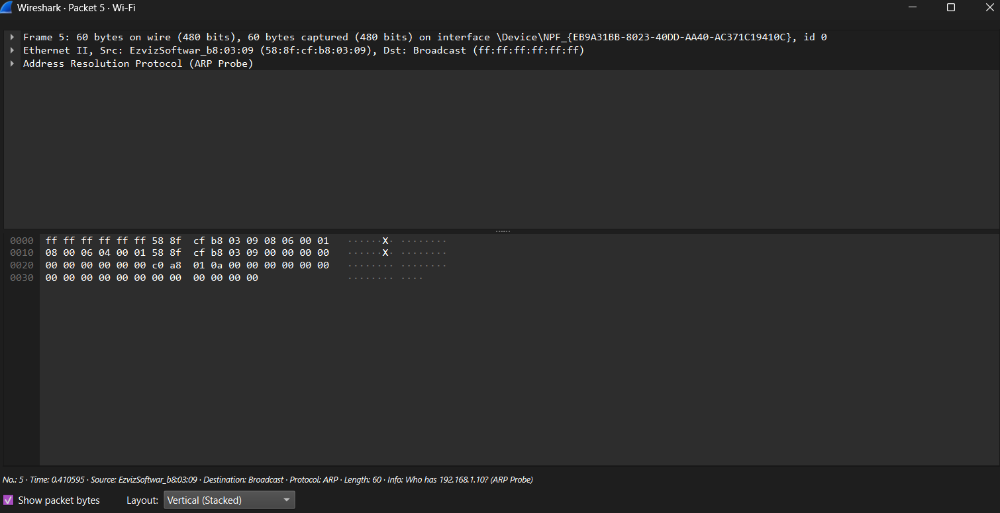 Wireshark · Packet 5 · Wi-Fi
Frame 5: 60 bytes on wire (480 bits), 60 bytes captured (480 bits) on interface \Device\NPF_{EB9A31BB-8023-40DD-AA40-AC371C19410C}, id 0
Ethernet II, Src: EzvizSoftwar_b8:03:09 (58:8f:cf:b8:03:09), Dst: Broadcast (ff:ff:ff:ff:ff:ff)
Address Resolution Protocol (ARP Probe)
0000 ff ff ff ff ff ff 58 8f cf b8 03 09 08 06 00 01 ······X· ········
0010 08 00 06 04 00 01 58 8f cf b8 03 09 00 00 00 00 ······X· ········
0020 00 00 00 00 00 00 c0 a8 01 0a 00 00 00 00 00 00 ········ ········
0030 00 00 00 00 00 00 00 00 00 00 00 00 ········ ····
No.: 5 · Time: 0.410595 · Source: EzvizSoftwar_b8:03:09 · Destination: Broadcast · Protocol: ARP · Length: 60 · Info: Who has 192.168.1.10? (ARP Probe)
Show packet bytes Layout: Vertical (Stacked)